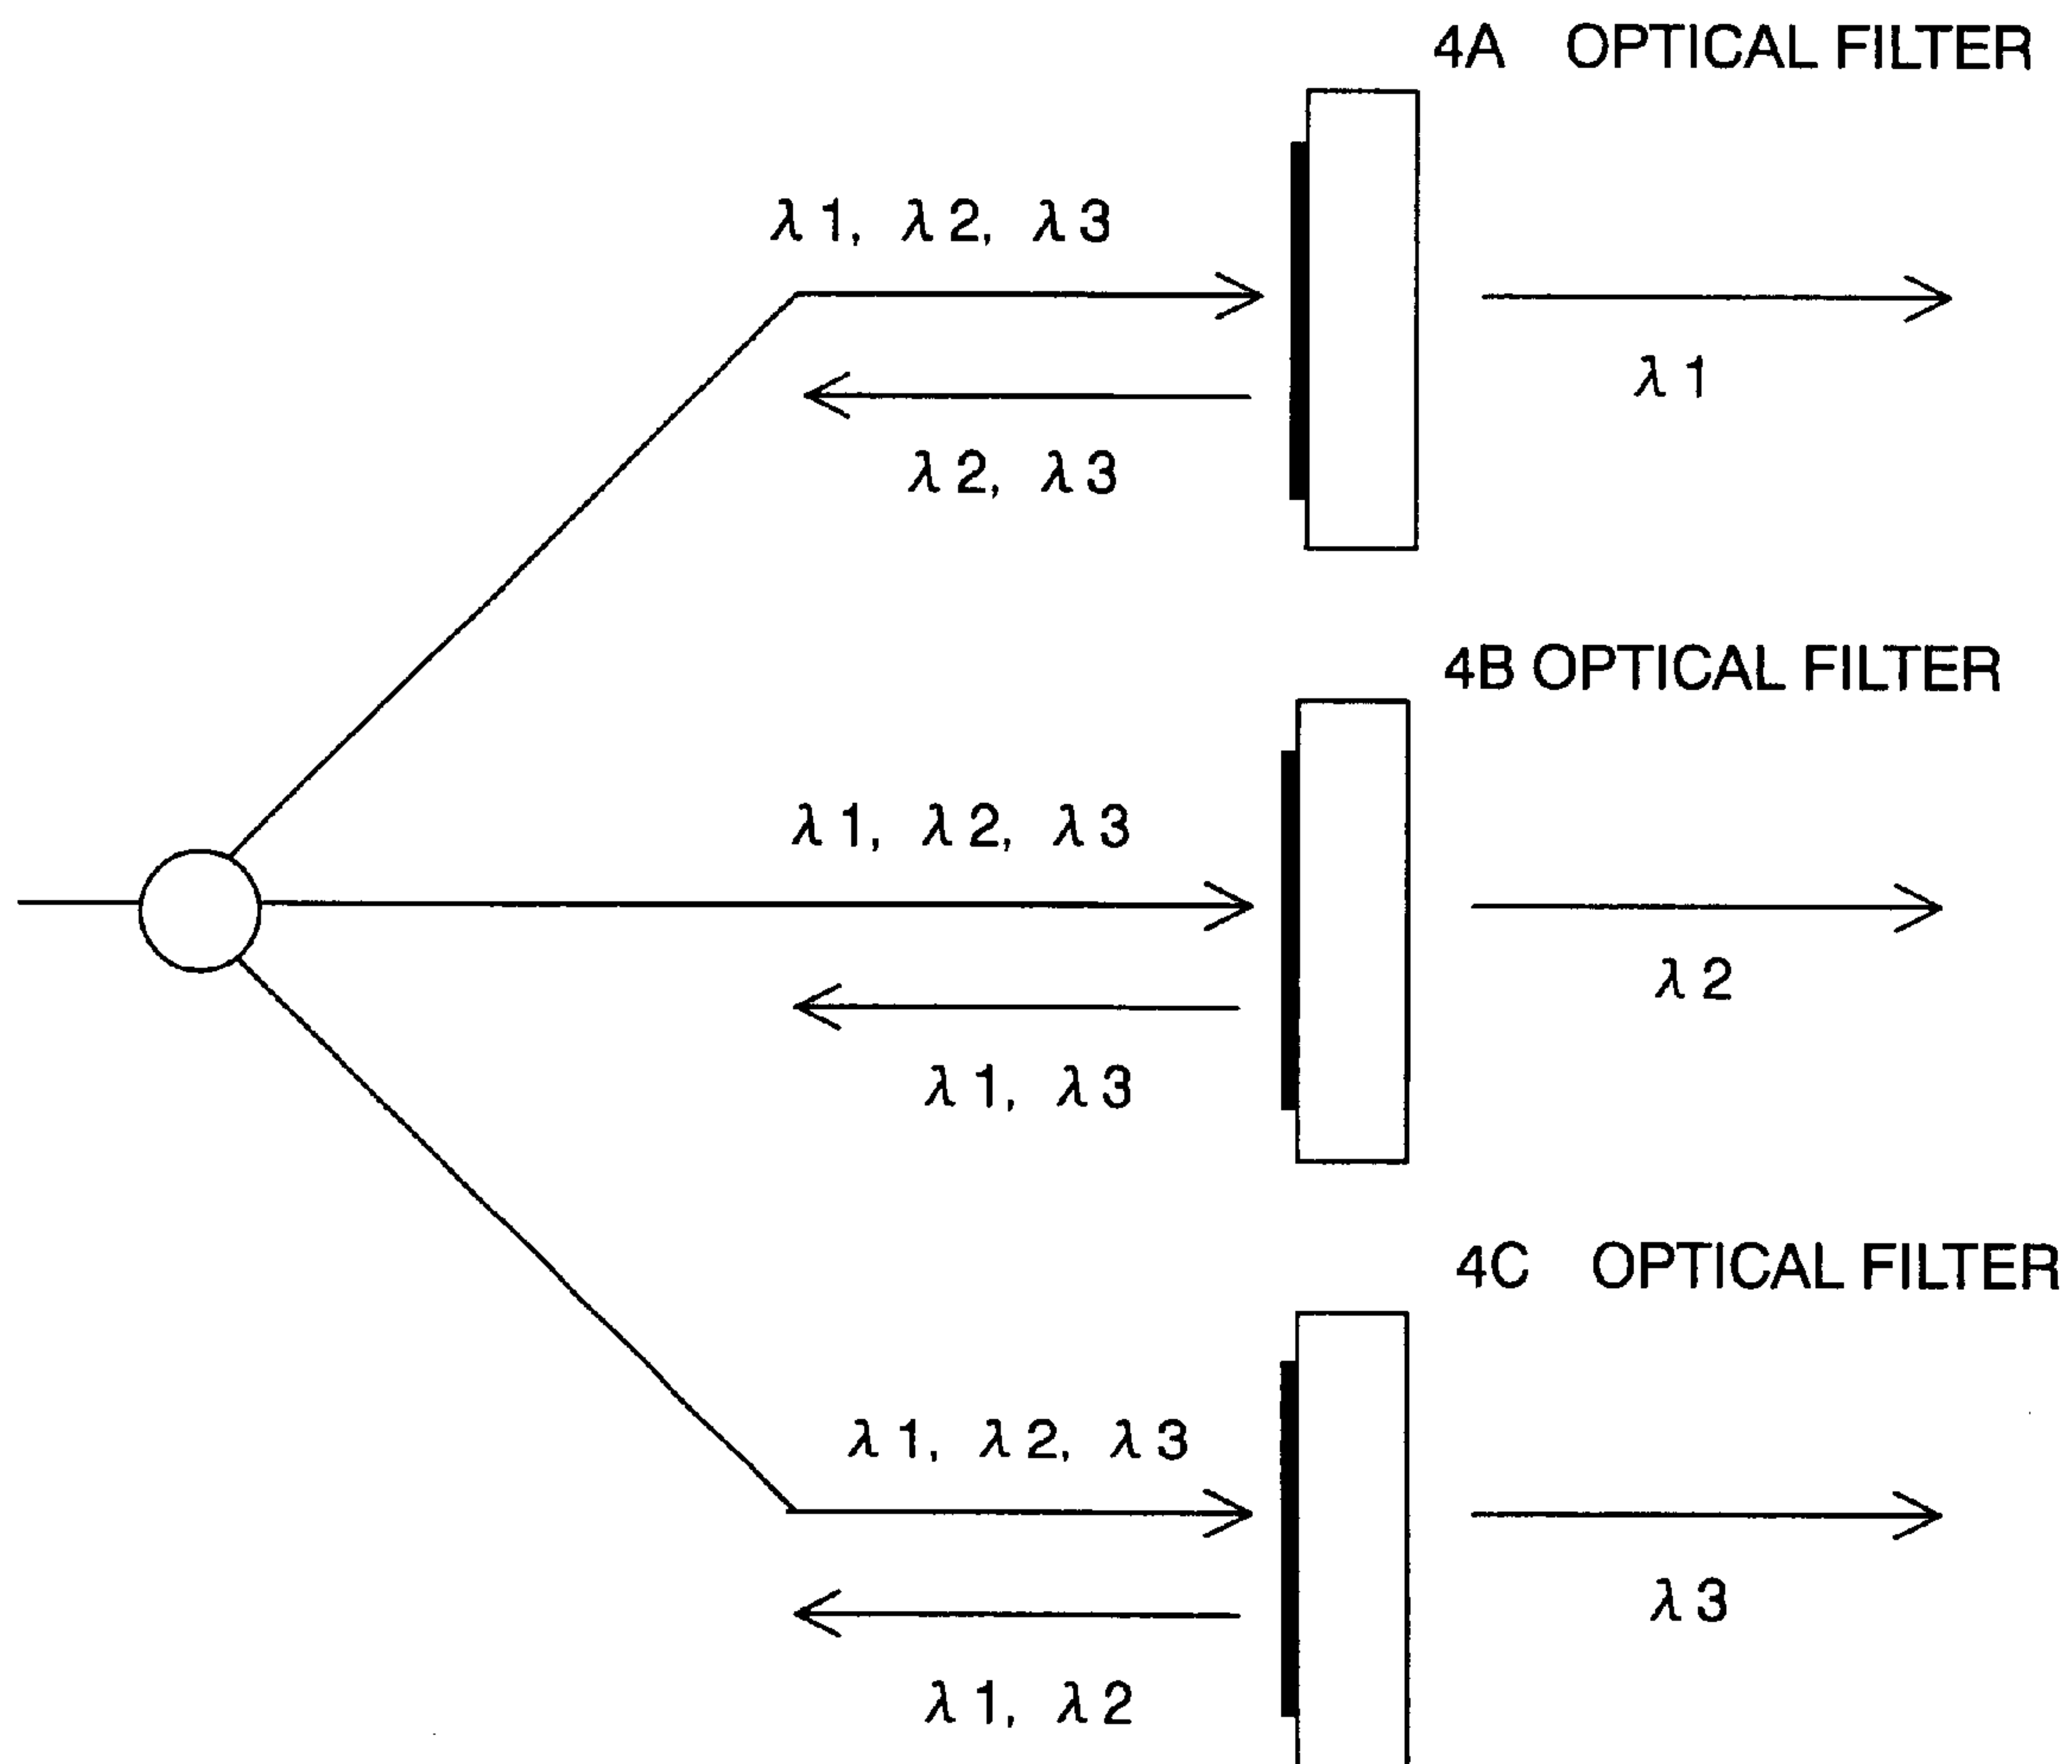 4A OPTICAL FILTER
λ1, λ2, λ3
λ1
λ2, λ3
4B OPTICAL FILTER
λ1, λ2, λ3
λ2
λ1, λ3
4C OPTICAL FILTER
λ1, λ2, λ3
λ3
λ1, λ2